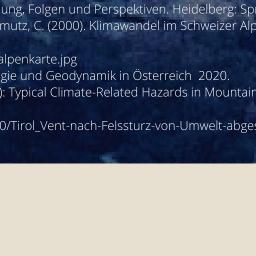 ung, Folgen und Perspektiven. Heidelberg: Spr
mutz, C. (2000). Klimawandel im Schweizer Alp
alpenkarte.jpg
gie und Geodynamik in Österreich 2020.
): Typical Climate-Related Hazards in Mountain
0/Tirol_Vent-nach-Felssturz-von-Umwelt-abges